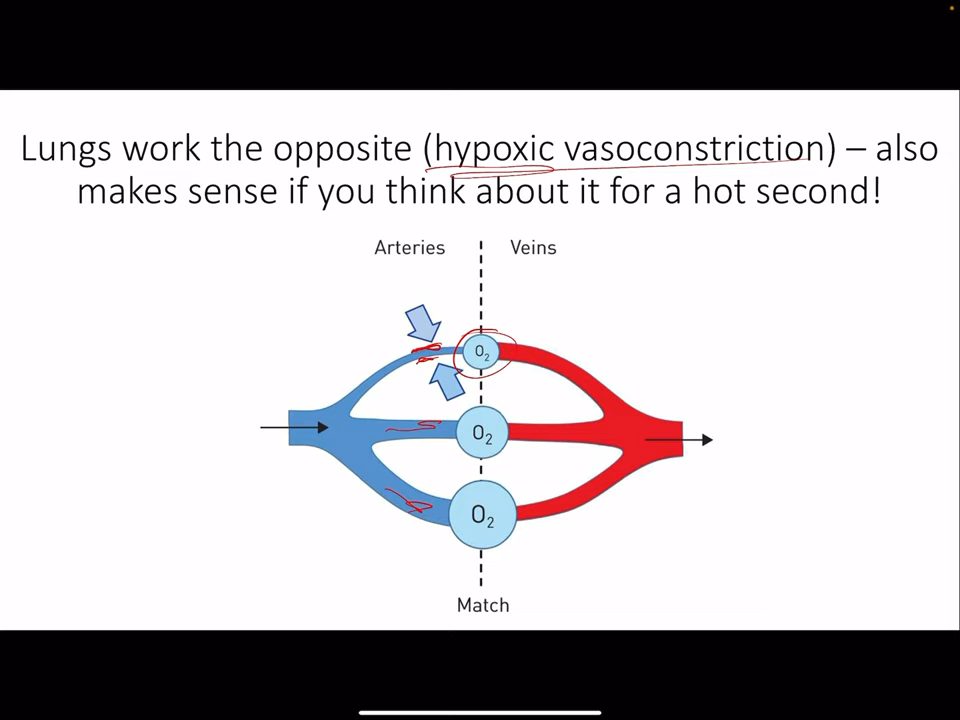 Lungs work the opposite (hypoxic vasoconstriction) – also
makes sense if you think about it for a hot second!
Arteries Veins
O₂
O₂
O₂
Match